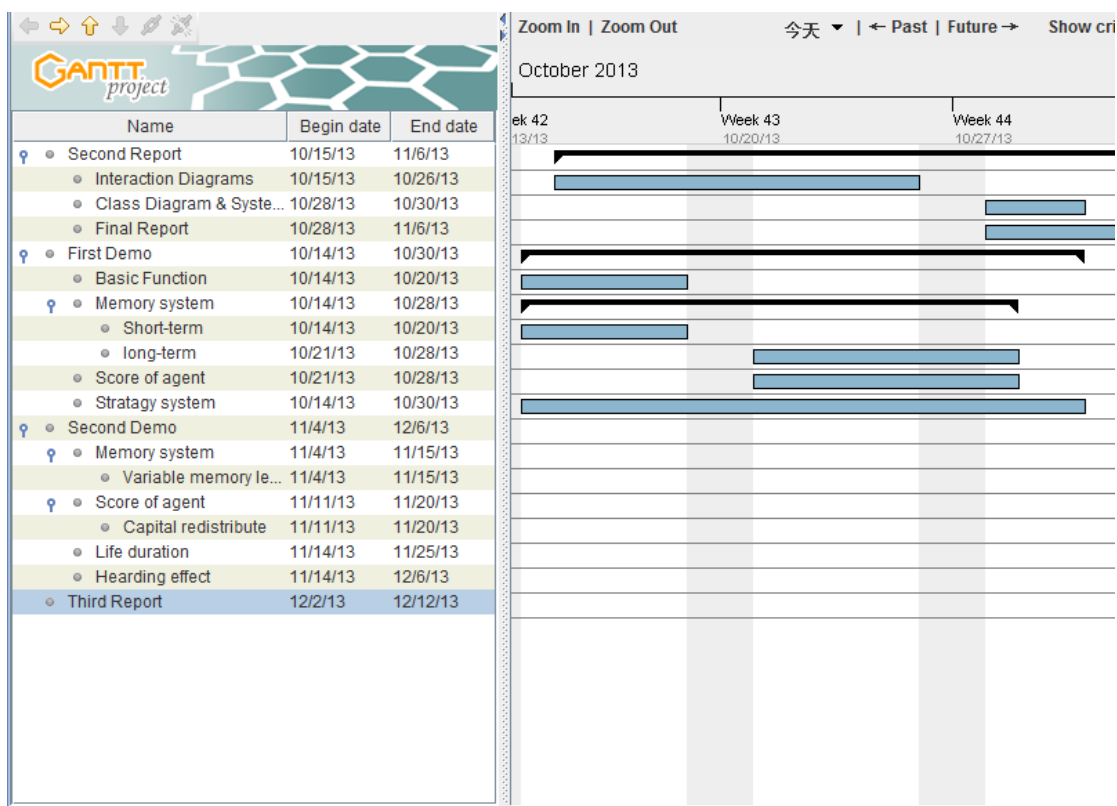 Zoom In | Zoom Out 今天 ▼ | ← Past | Future → Show cri
GANTT
project
October 2013
Name Begin date End date
ek 42 Week 43 Week 44
13/13 10/20/13 10/27/13
Second Report 10/15/13 11/6/13
Interaction Diagrams 10/15/13 10/26/13
Class Diagram & Syste... 10/28/13 10/30/13
Final Report 10/28/13 11/6/13
First Demo 10/14/13 10/30/13
Basic Function 10/14/13 10/20/13
Memory system 10/14/13 10/28/13
Short-term 10/14/13 10/20/13
long-term 10/21/13 10/28/13
Score of agent 10/21/13 10/28/13
Stratagy system 10/14/13 10/30/13
Second Demo 11/4/13 12/6/13
Memory system 11/4/13 11/15/13
Variable memory le... 11/4/13 11/15/13
Score of agent 11/11/13 11/20/13
Capital redistribute 11/11/13 11/20/13
Life duration 11/14/13 11/25/13
Hearding effect 11/14/13 12/6/13
Third Report 12/2/13 12/12/13